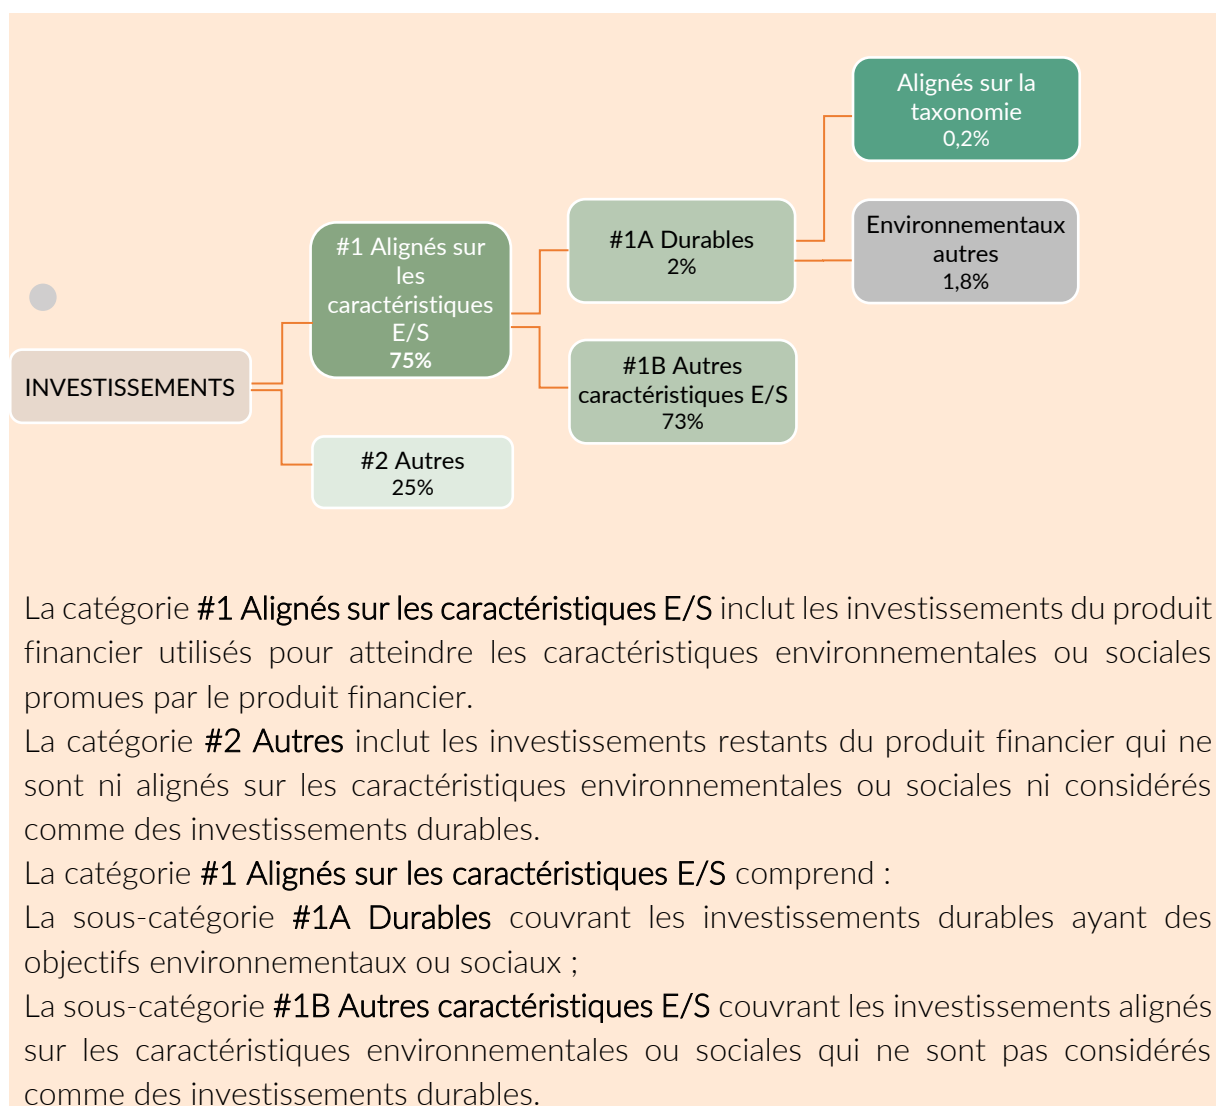 Alignés sur la
taxonomie
0,2%
Environnementaux
autres
1,8%
#1A Durables
2%
#1 Alignés sur
les
caractéristiques
E/S
75%
#1B Autres
caractéristiques E/S
73%
INVESTISSEMENTS
#2 Autres
25%
La catégorie #1 Alignés sur les caractéristiques E/S inclut les investissements du produit
financier utilisés pour atteindre les caractéristiques environnementales ou sociales
promues par le produit financier.
La catégorie #2 Autres inclut les investissements restants du produit financier qui ne
sont ni alignés sur les caractéristiques environnementales ou sociales ni considérés
comme des investissements durables.
La catégorie #1 Alignés sur les caractéristiques E/S comprend :
La sous-catégorie #1A Durables couvrant les investissements durables ayant des
objectifs environnementaux ou sociaux ;
La sous-catégorie #1B Autres caractéristiques E/S couvrant les investissements alignés
sur les caractéristiques environnementales ou sociales qui ne sont pas considérés
comme des investissements durables.